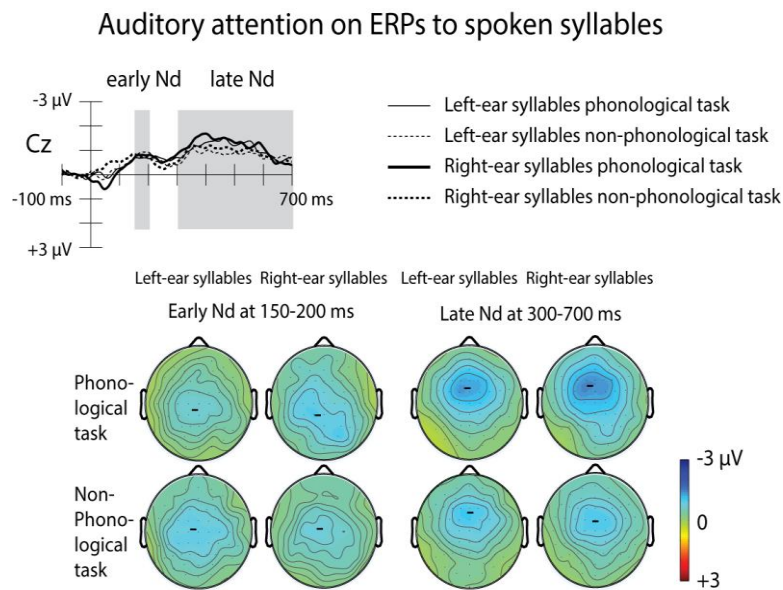 Auditory attention on ERPs to spoken syllables
early Nd late Nd
-3 µV
Cz
-100 ms
700 ms
+3 µV
Left-ear syllables phonological task
Left-ear syllables non-phonological task
Right-ear syllables phonological task
Right-ear syllables non-phonological task
Left-ear syllables Right-ear syllables Left-ear syllables Right-ear syllables
Early Nd at 150-200 ms Late Nd at 300-700 ms
Phono-
logical
task
Non-
Phono-
logical
task
-3 µV
0
+3